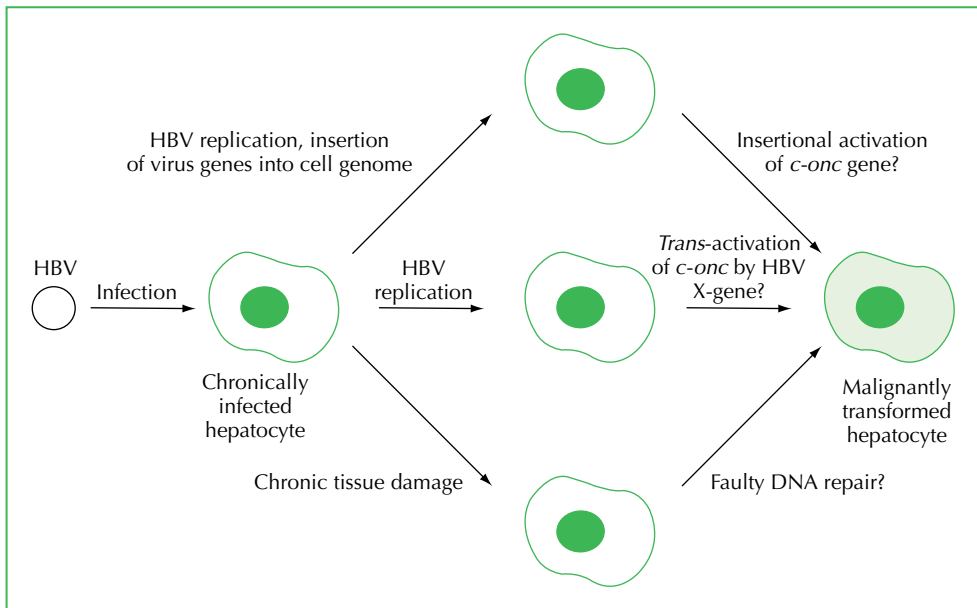 HBV replication, insertion
of virus genes into cell genome
Insertional activation
of c-onc gene?
HBV
Infection
HBV
replication
Trans-activation
of c-onc by HBV
X-gene?
Chronically
infected
hepatocyte
Malignantly
transformed
hepatocyte
Chronic tissue damage
Faulty DNA repair?